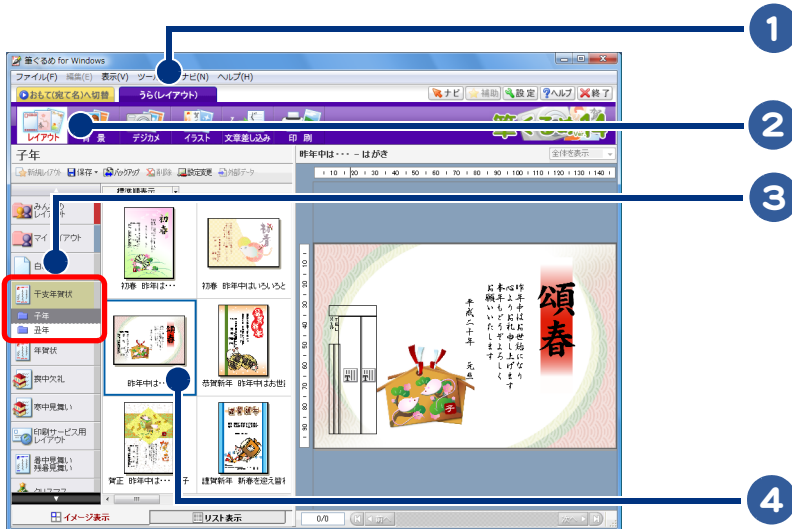 1
筆ぐるめ for Windows
ファイル(F) 編集(E) 表示(V) ツー ナビ(N) ヘルプ(H)
おもて(宛て名)へ切替 うら(レイアウト) ナビ 補助 設定 ヘルプ 終了
2
レイアウト 背景 デジカメ イラスト 文章差し込み 印刷
筆ぐるめ
子年 昨年中は・・・ - はがき 全体を表示
新規レイアウト 保存 バックアップ 削除 設定変更 外部データ
10 20 30 40 50 60 70 80 90 100 110 120 130 140
標準順表示
3
みん の
レイアウト
マイ イアウト
白
干支年賀状
子年
丑年
年賀状
喪中欠礼
寒中見舞い
印刷サービス用
レイアウト
暑中見舞い
残暑見舞い
クリスマス
初春 昨年は・・・ 初春 昨年中はいろいろと
昨年中は・ 恭賀新年 昨年中はお世
賀正 昨年中は・ 子 謹賀新年 新春を迎え皆
頌春
昨年中はお世話になり
心よりお礼申し上げます
本年もどうぞよろしく
お願いいたします
平成二十年 元旦
子
4
イメージ表示 リスト表示 0/0